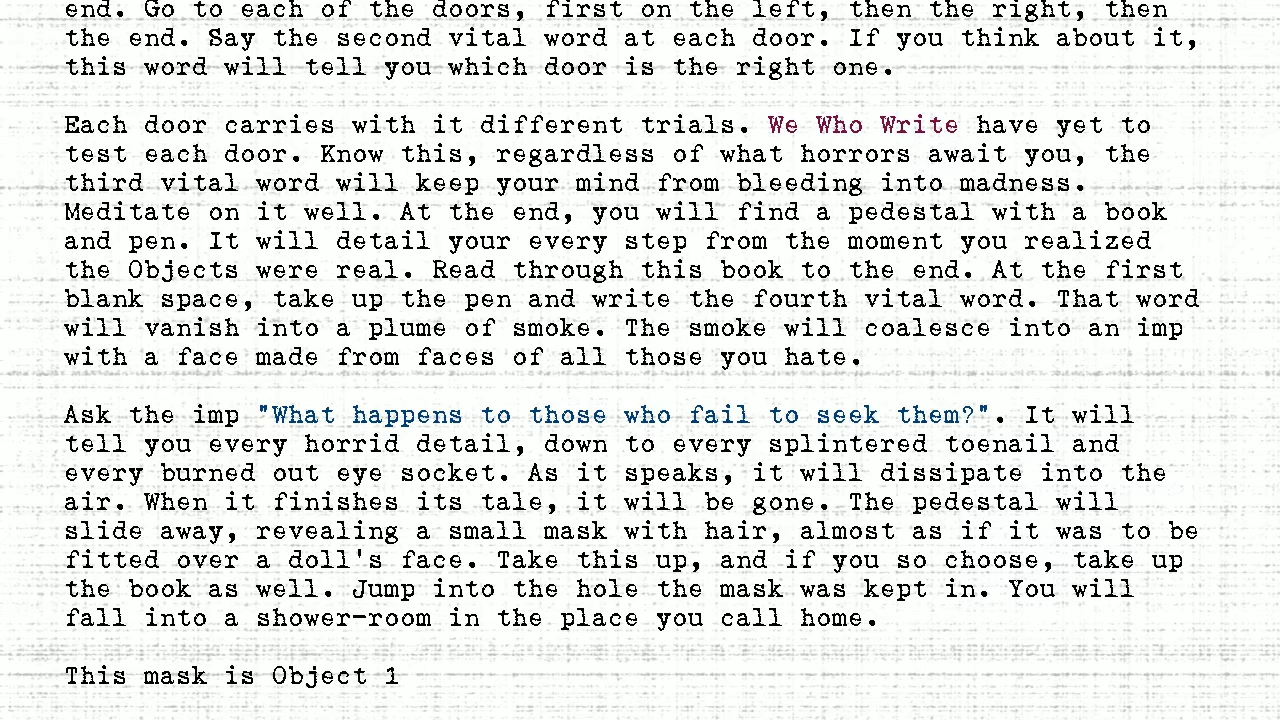 end. Go to each of the doors, first on the left, then the right, then
the end. Say the second vital word at each door. If you think about it,
this word will tell you which door is the right one.
Each door carries with it different trials. We Who Write have yet to
test each door. Know this, regardless of what horrors await you, the
third vital word will keep your mind from bleeding into madness.
Meditate on it well. At the end, you will find a pedestal with a book
and pen. It will detail your every step from the moment you realized
the Objects were real. Read through this book to the end. At the first
blank space, take up the pen and write the fourth vital word. That word
will vanish into a plume of smoke. The smoke will coalesce into an imp
with a face made from faces of all those you hate.
Ask the imp "What happens to those who fail to seek them?". It will
tell you every horrid detail, down to every splintered toenail and
every burned out eye socket. As it speaks, it will dissipate into the
air. When it finishes its tale, it will be gone. The pedestal will
slide away, revealing a small mask with hair, almost as if it was to be
fitted over a doll's face. Take this up, and if you so choose, take up
the book as well. Jump into the hole the mask was kept in. You will
fall into a shower-room in the place you call home.
This mask is Object 1